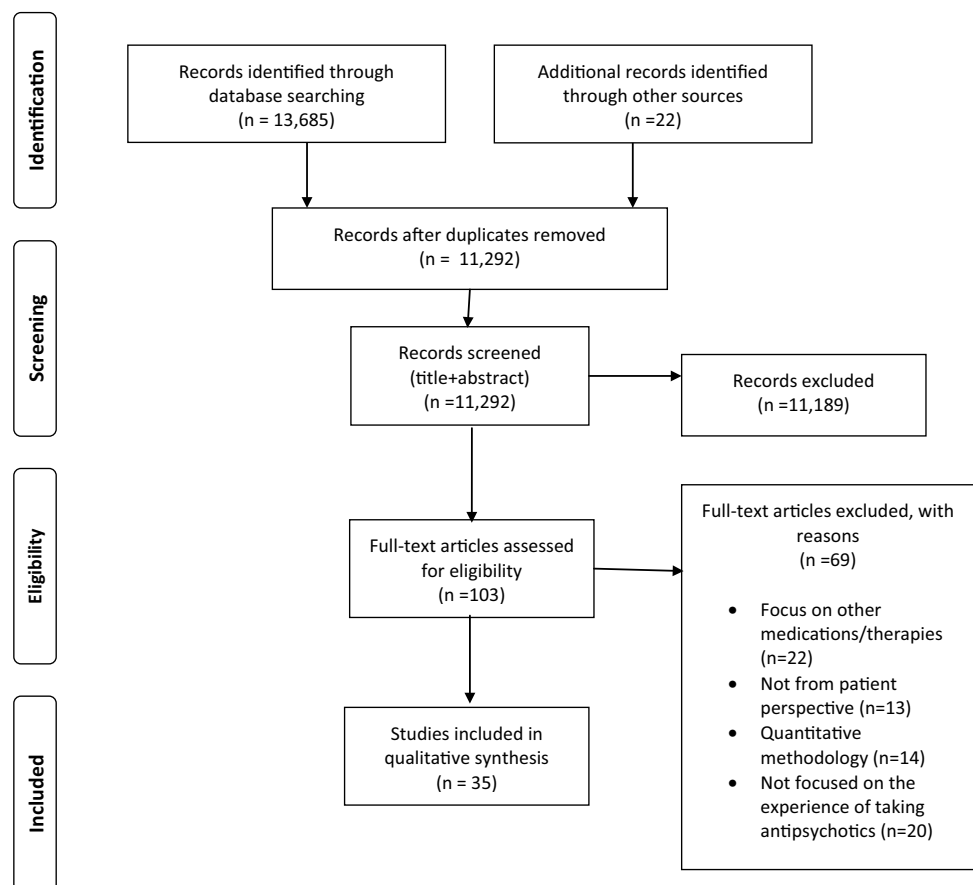 Identification
Records identified through
database searching
(n = 13,685)
Additional records identified
through other sources
(n =22)
Records after duplicates removed
(n = 11,292)
Screening
Records screened
(title+abstract)
(n =11,292)
Records excluded
(n =11,189)
Eligibility
Full-text articles assessed
for eligibility
(n =103)
Full-text articles excluded, with
reasons
(n =69)
• Focus on other
medications/therapies
(n=22)
• Not from patient
perspective (n=13)
• Quantitative
methodology (n=14)
• Not focused on the
experience of taking
antipsychotics (n=20)
Included
Studies included in
qualitative synthesis
(n = 35)